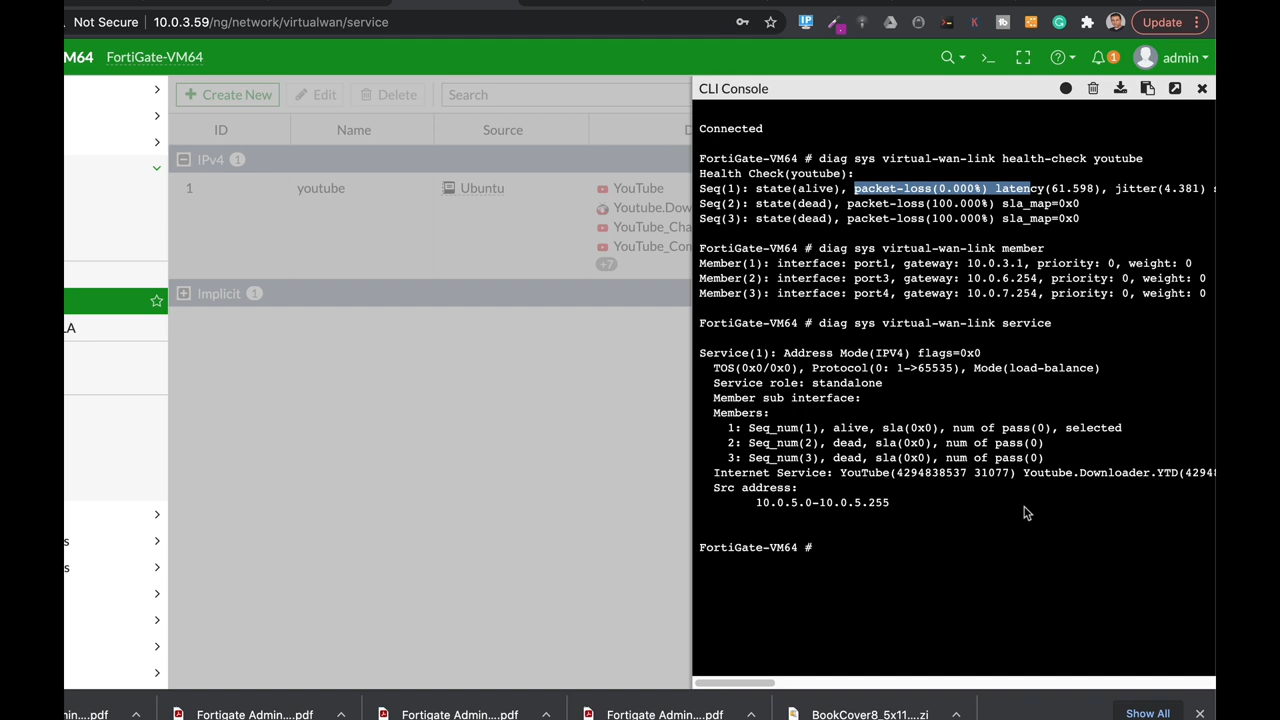 Not Secure 10.0.3.59/ng/network/virtualwan/service
Update
M64 FortiGate-VM64
1
admin
Create New Edit Delete Search
CLI Console
ID Name Source D
IPv4 1
1 youtube Ubuntu YouTube
Youtube.Dow
YouTube_Cha
YouTube_Con
+7
Implicit 1
LA
s
s
Connected
FortiGate-VM64 # diag sys virtual-wan-link health-check youtube
Health Check(youtube):
Seq(1): state(alive), packet-loss(0.000%) latency(61.598), jitter(4.381) s
Seq(2): state(dead), packet-loss(100.000%) sla_map=0x0
Seq(3): state(dead), packet-loss(100.000%) sla_map=0x0
FortiGate-VM64 # diag sys virtual-wan-link member
Member(1): interface: port1, gateway: 10.0.3.1, priority: 0, weight: 0
Member(2): interface: port3, gateway: 10.0.6.254, priority: 0, weight: 0
Member(3): interface: port4, gateway: 10.0.7.254, priority: 0, weight: 0
FortiGate-VM64 # diag sys virtual-wan-link service
Service(1): Address Mode(IPV4) flags=0x0
TOS(0x0/0x0), Protocol(0: 1->65535), Mode(load-balance)
Service role: standalone
Member sub interface:
Members:
1: Seq_num(1), alive, sla(0x0), num of pass(0), selected
2: Seq_num(2), dead, sla(0x0), num of pass(0)
3: Seq_num(3), dead, sla(0x0), num of pass(0)
Internet Service: YouTube(4294838537 31077) Youtube.Downloader.YTD(42948
Src address:
10.0.5.0-10.0.5.255
FortiGate-VM64 #
min....pdf Fortigate Admin....pdf Fortigate Admin....pdf Fortigate Admin....pdf BookCover8_5x11....zi Show All